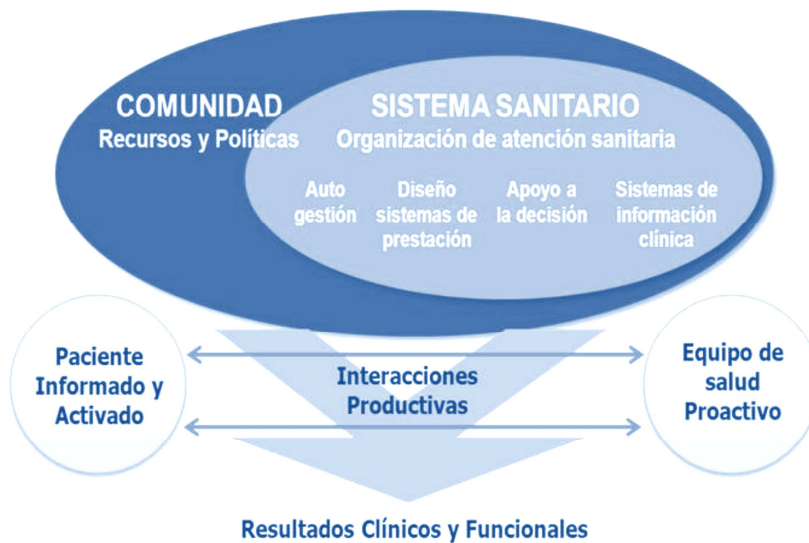 COMUNIDAD
Recursos y Políticas
SISTEMA SANITARIO
Organización de atención sanitaria
Auto
gestión
Diseño
sistemas de
prestación
Apoyo a
la decisión
Sistemas de
información
clínica
Paciente
Informado y
Activado
Interacciones
Productivas
Equipo de
salud
Proactivo
Resultados Clínicos y Funcionales